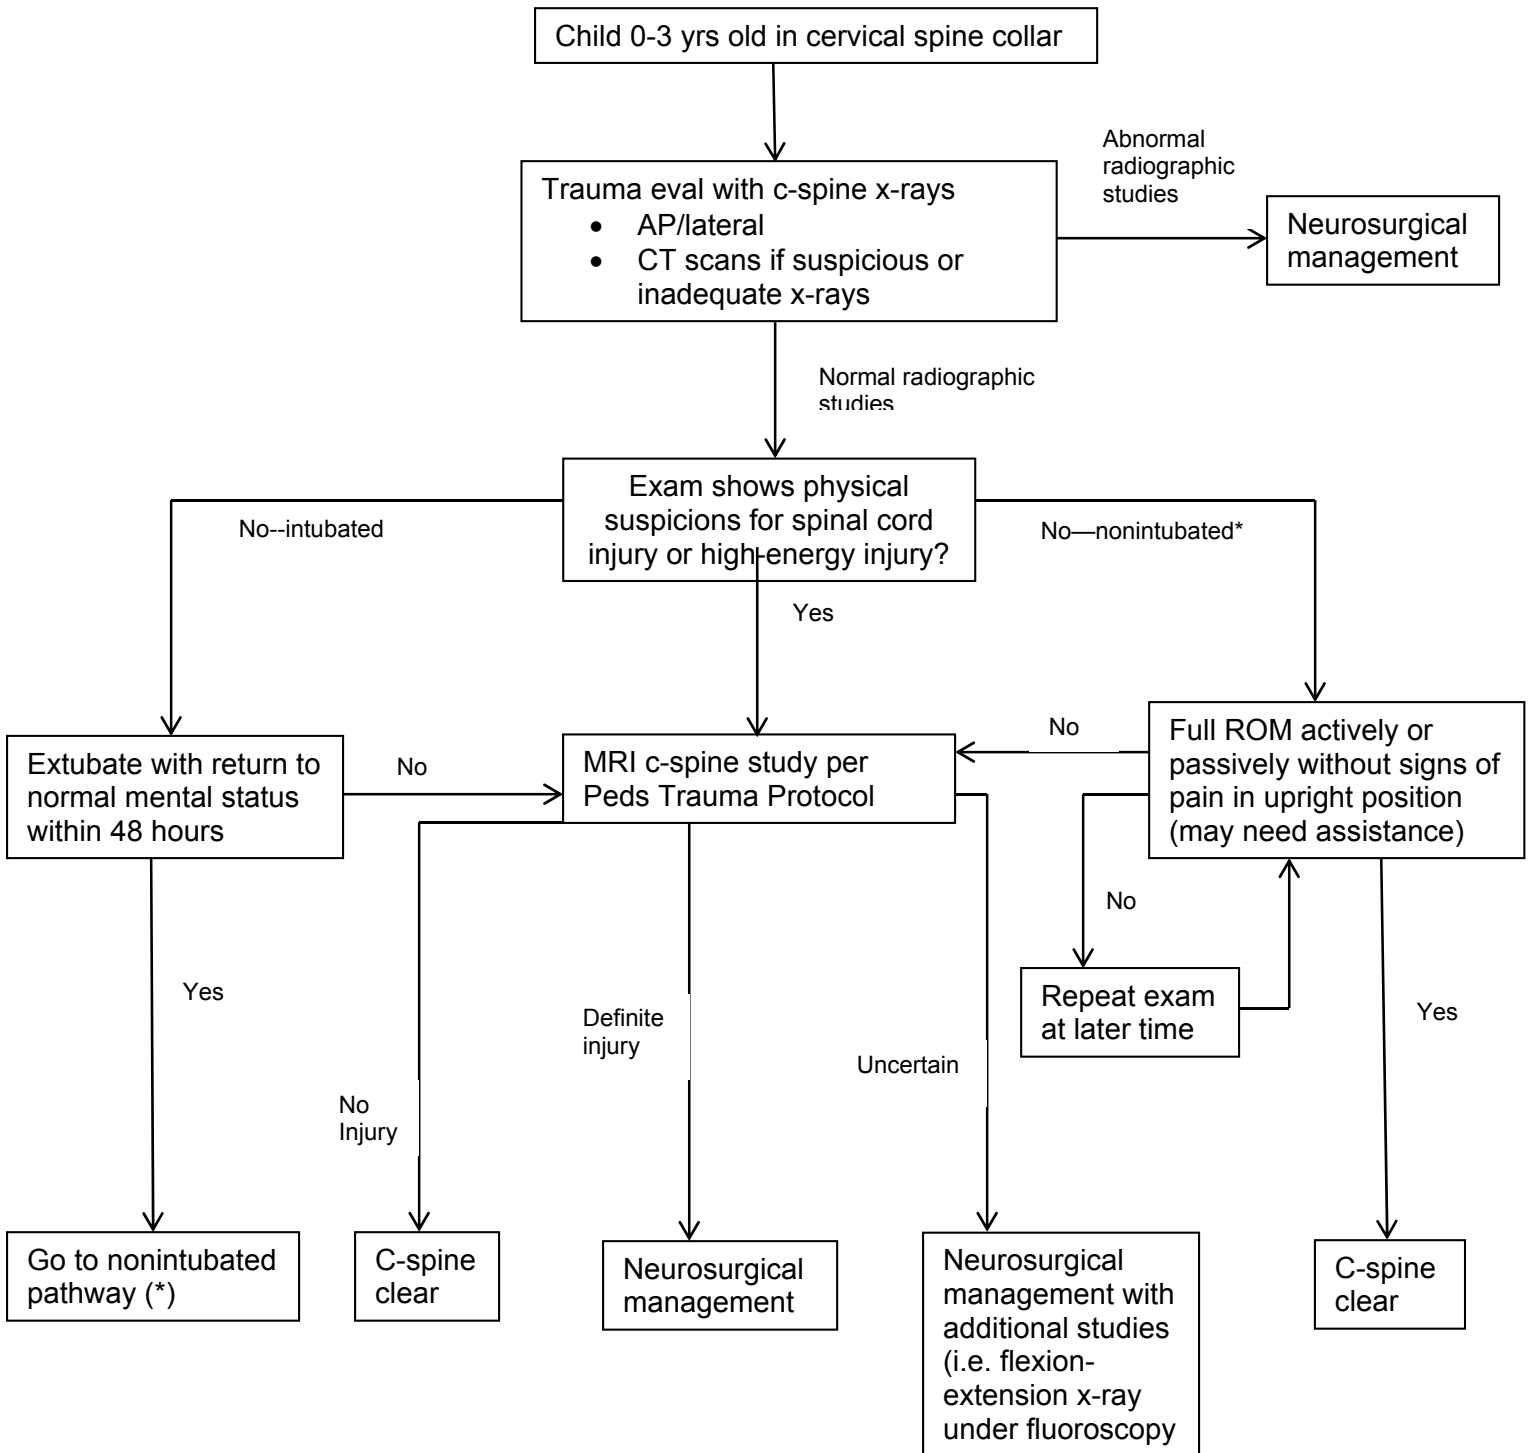 Child 0-3 yrs old in cervical spine collar
Abnormal
radiographic
studies
Trauma eval with c-spine x-rays
• AP/lateral
• CT scans if suspicious or
inadequate x-rays
Neurosurgical
management
Normal radiographic
studies
Exam shows physical
suspicions for spinal cord
injury or high-energy injury?
No--intubated
No—nonintubated*
Yes
Extubate with return to
normal mental status
within 48 hours
No
MRI c-spine study per
Peds Trauma Protocol
No
Full ROM actively or
passively without signs of
pain in upright position
(may need assistance)
No
Repeat exam
at later time
Yes
Yes
Definite
injury
Uncertain
No
Injury
Go to nonintubated
pathway (*)
C-spine
clear
Neurosurgical
management
Neurosurgical
management with
additional studies
(i.e. flexion-
extension x-ray
under fluoroscopy
C-spine
clear